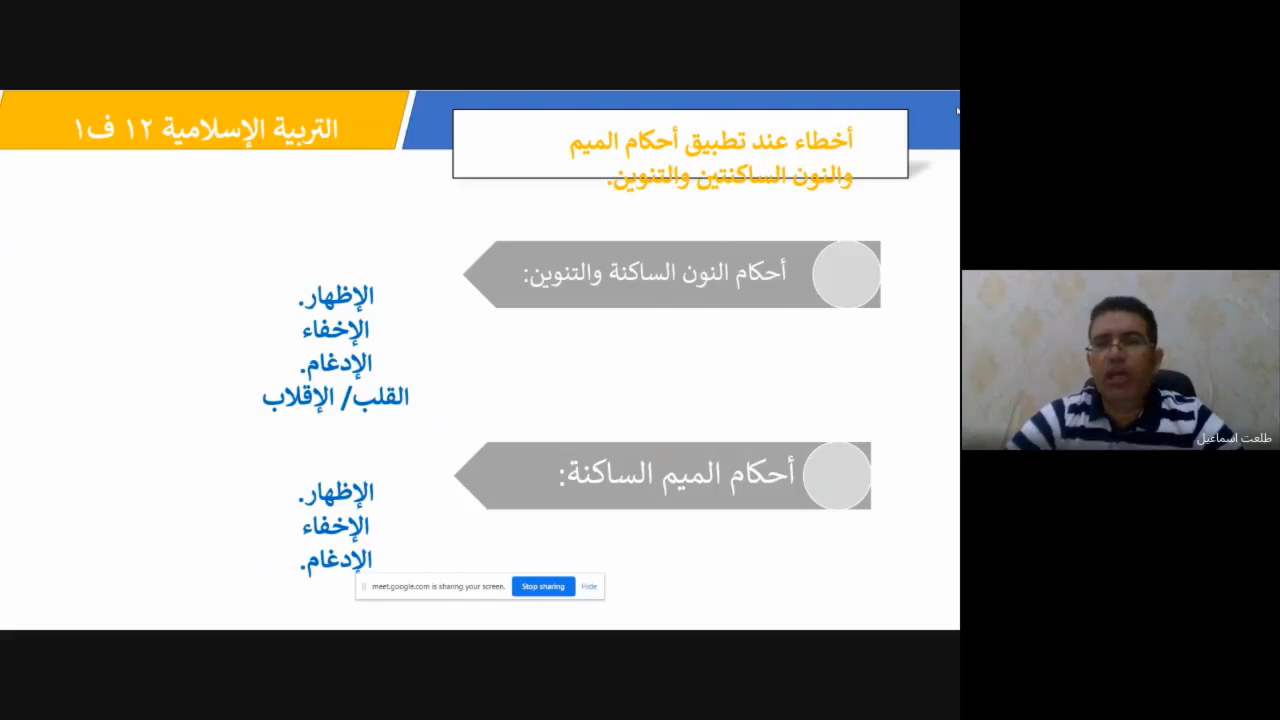 التربية الإسلامية ١٢ ف١
أخطاء عند تطبيق أحكام الميم
والنون الساكنتين والتنوين.
أحكام النون الساكنة والتنوين:
الإظهار.
الإخفاء
الإدغام.
القلب/ الإقلاب
أحكام الميم الساكنة:
الإظهار.
الإخفاء
الإدغام.
meet.google.com is sharing your screen. Stop sharing Hide
طلعت اسماعيل